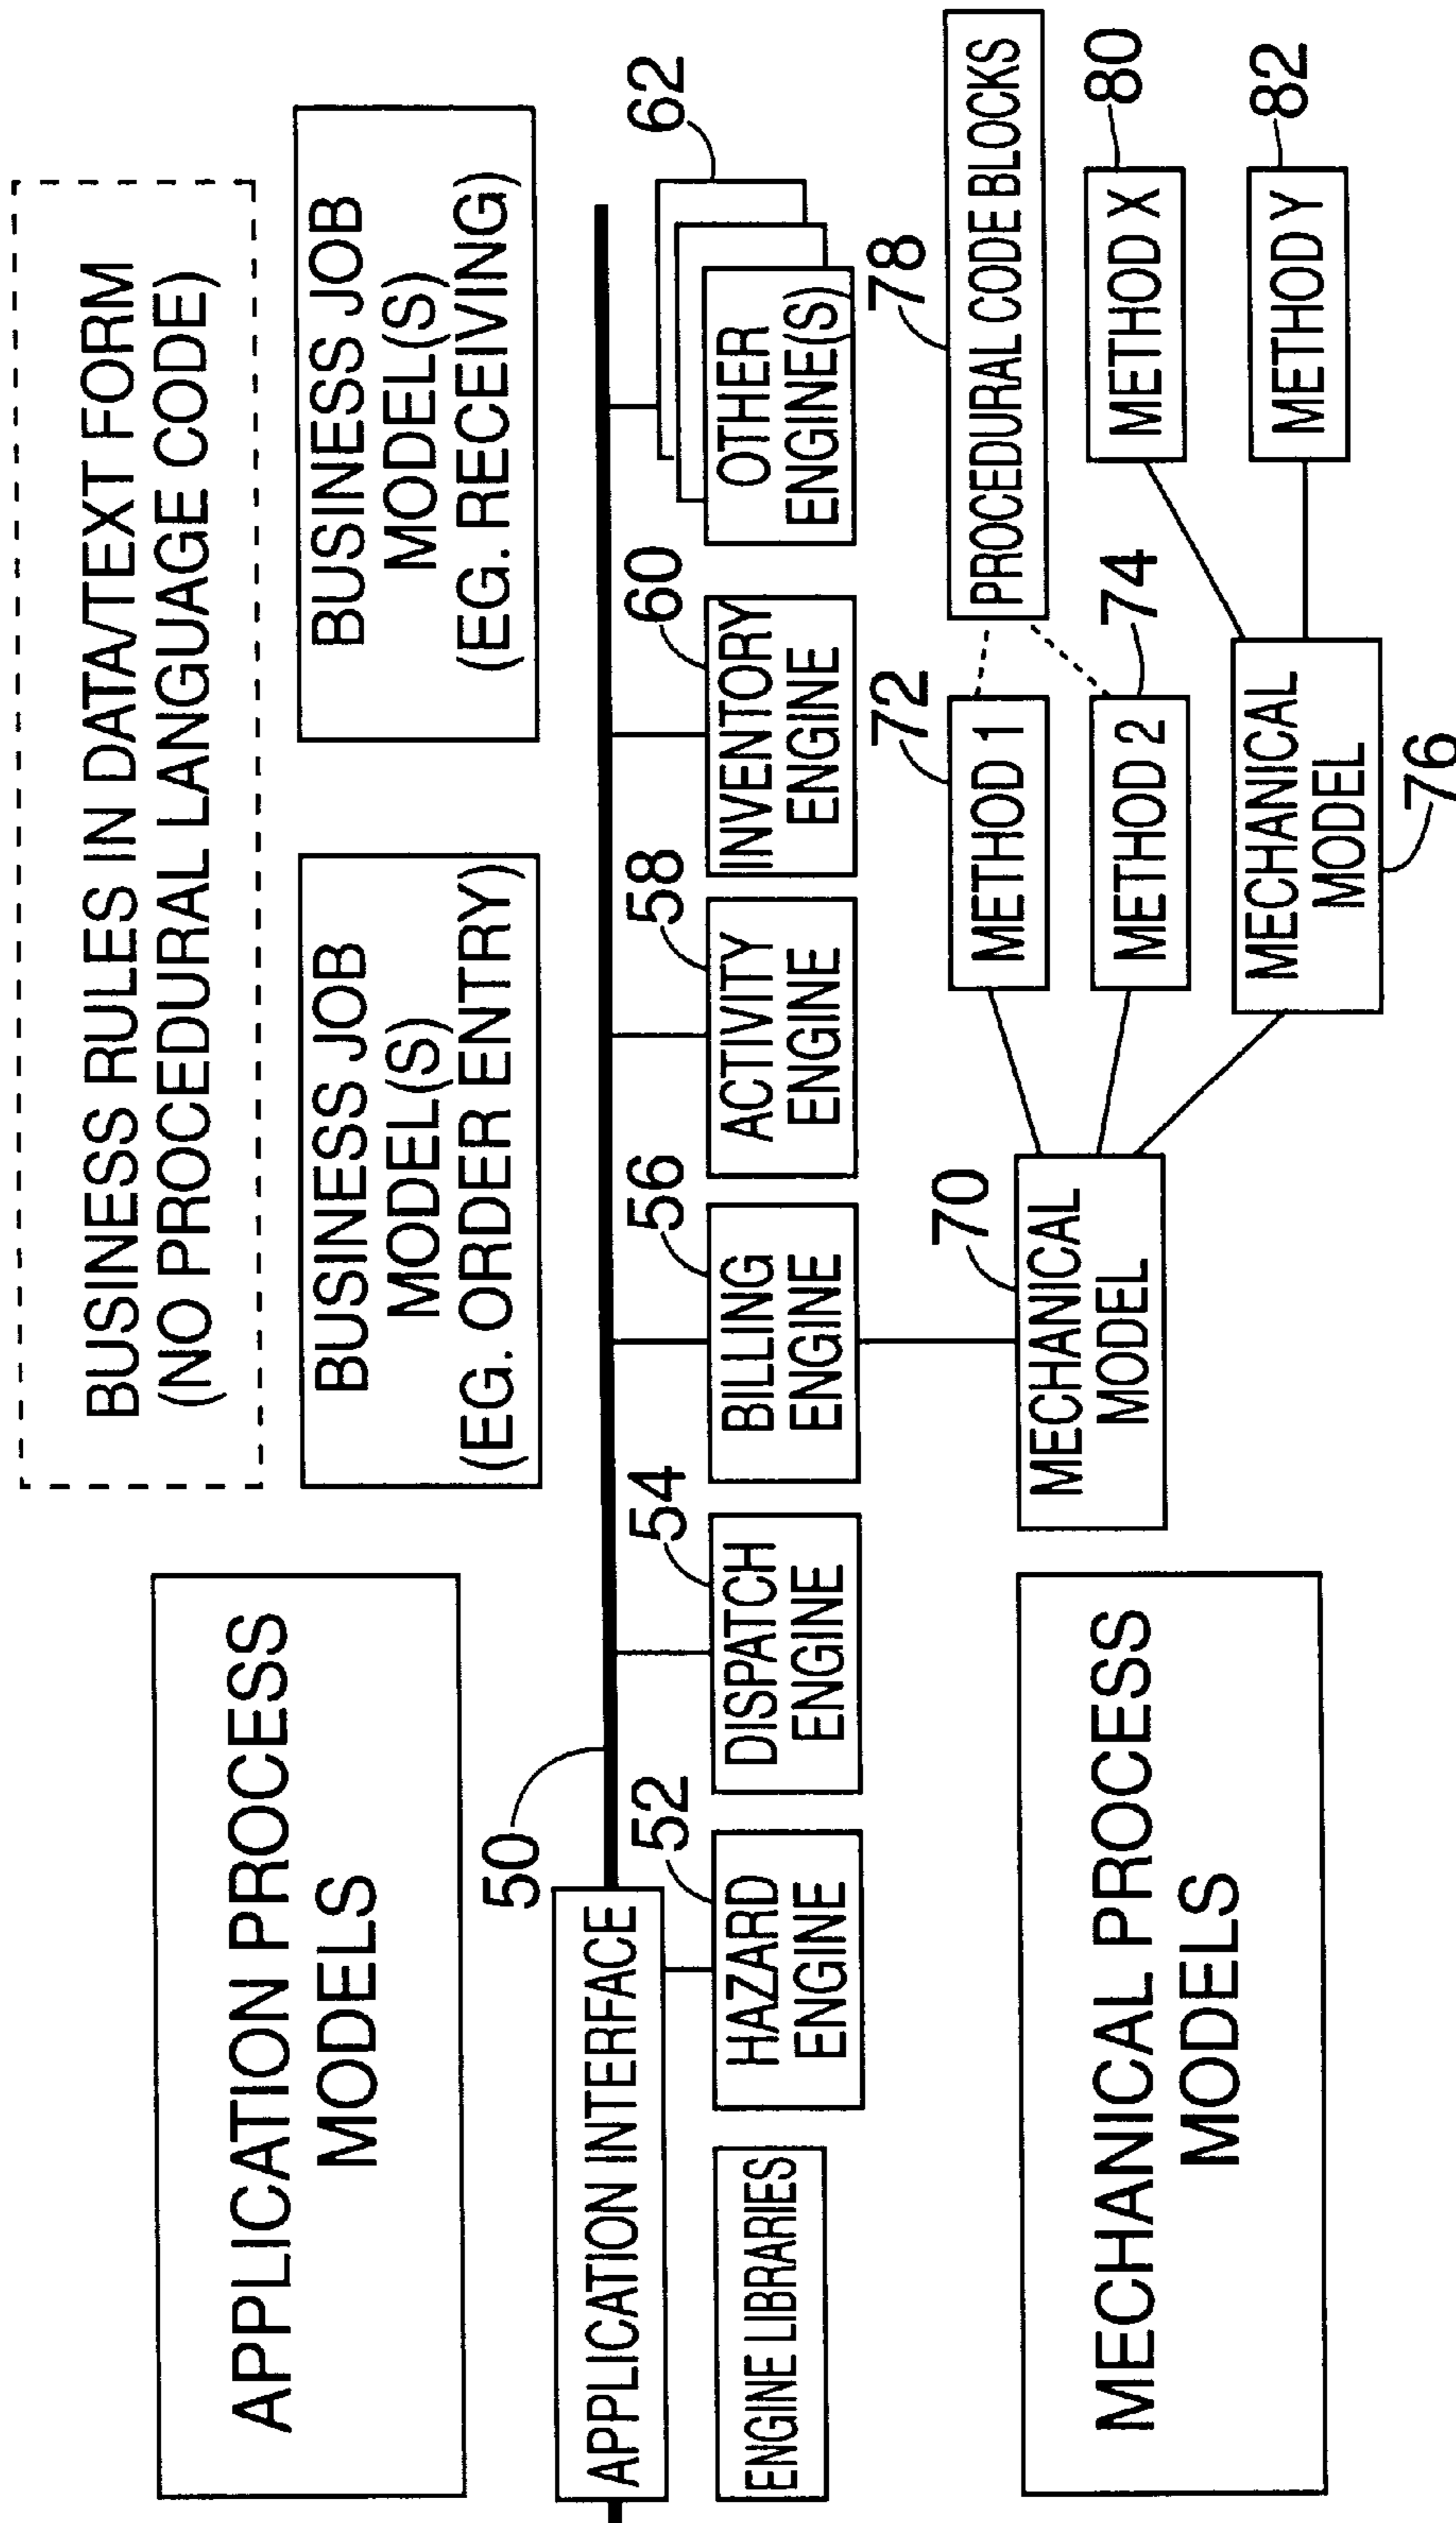 BUSINESS RULES IN DATA/TEXT FORM
(NO PROCEDURAL LANGUAGE CODE)
APPLICATION PROCESS
MODELS
BUSINESS JOB
MODEL(S)
(EG. ORDER ENTRY)
BUSINESS JOB
MODEL(S)
(EG. RECEIVING)
50
APPLICATION INTERFACE
ENGINE LIBRARIES
52
HAZARD
ENGINE
54
DISPATCH
ENGINE
56
BILLING
ENGINE
58
ACTIVITY
ENGINE
60
INVENTORY
ENGINE
62
OTHER
ENGINE(S)
MECHANICAL PROCESS
MODELS
70
MECHANICAL
MODEL
72
METHOD 1
74
METHOD 2
MECHANICAL
MODEL
76
78
PROCEDURAL CODE BLOCKS
METHOD X
80
METHOD Y
82